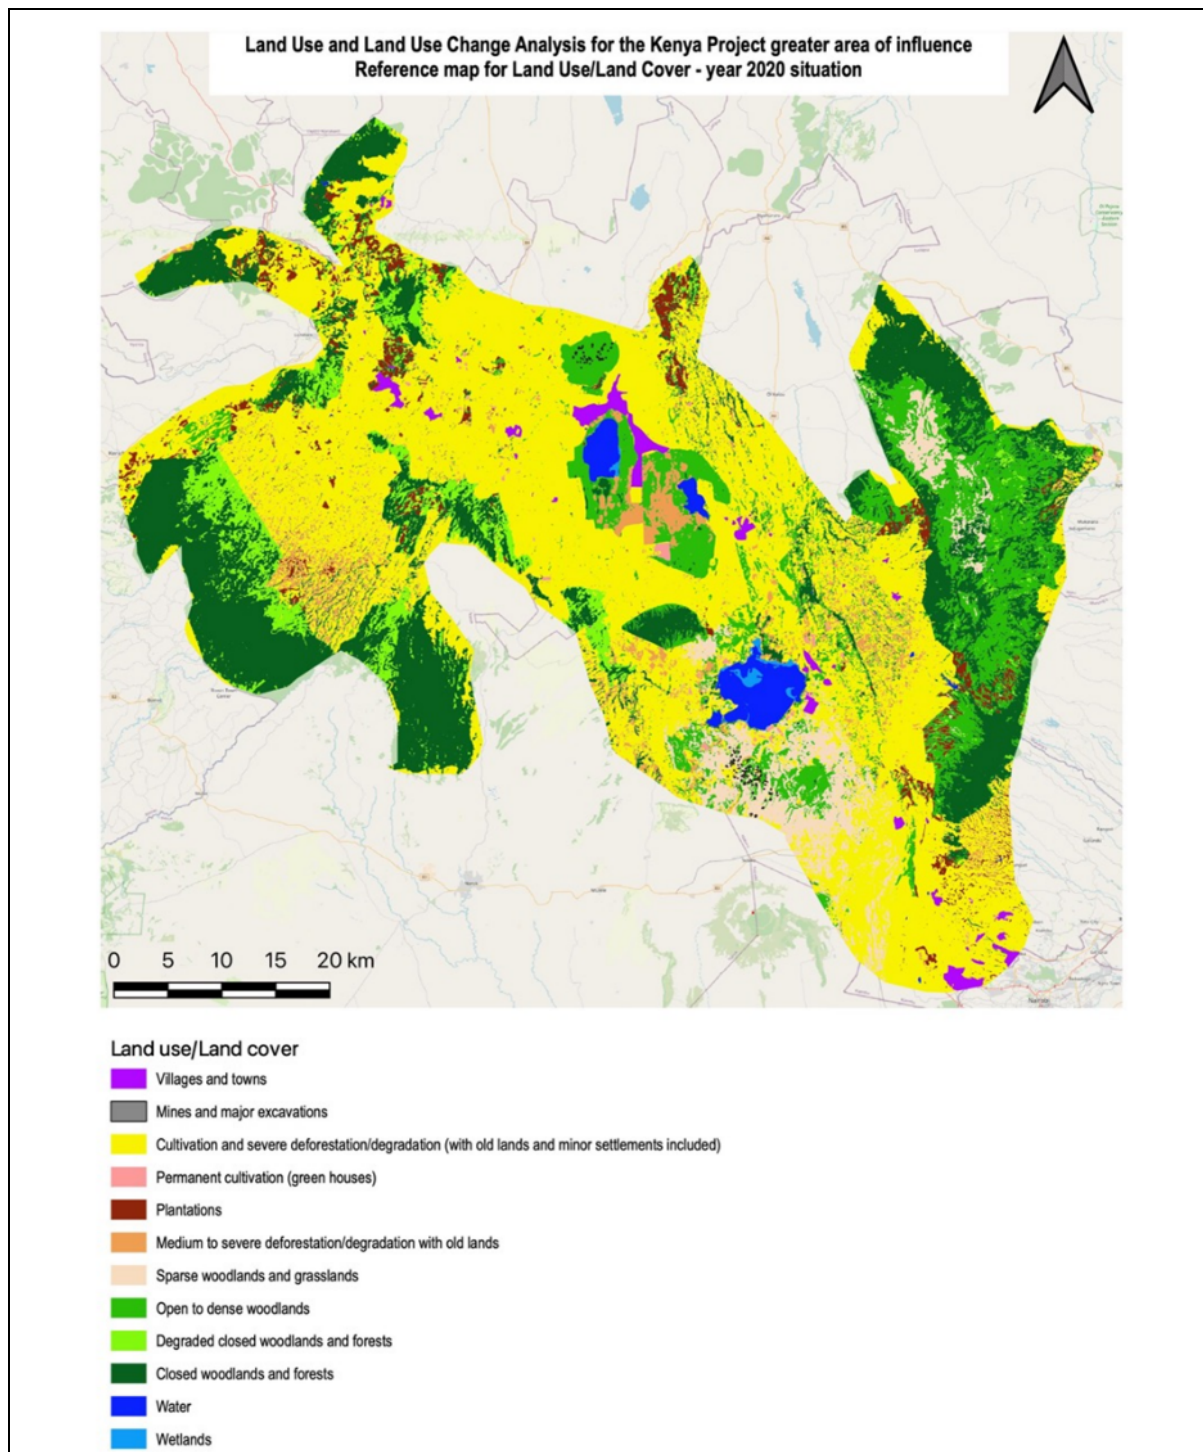 Land Use and Land Use Change Analysis for the Kenya Project greater area of influence
Reference map for Land Use/Land Cover - year 2020 situation
0 5 10 15 20 km
Land use/Land cover
Villages and towns
Mines and major excavations
Cultivation and severe deforestation/degradation (with old lands and minor settlements included)
Permanent cultivation (green houses)
Plantations
Medium to severe deforestation/degradation with old lands
Sparse woodlands and grasslands
Open to dense woodlands
Degraded closed woodlands and forests
Closed woodlands and forests
Water
Wetlands